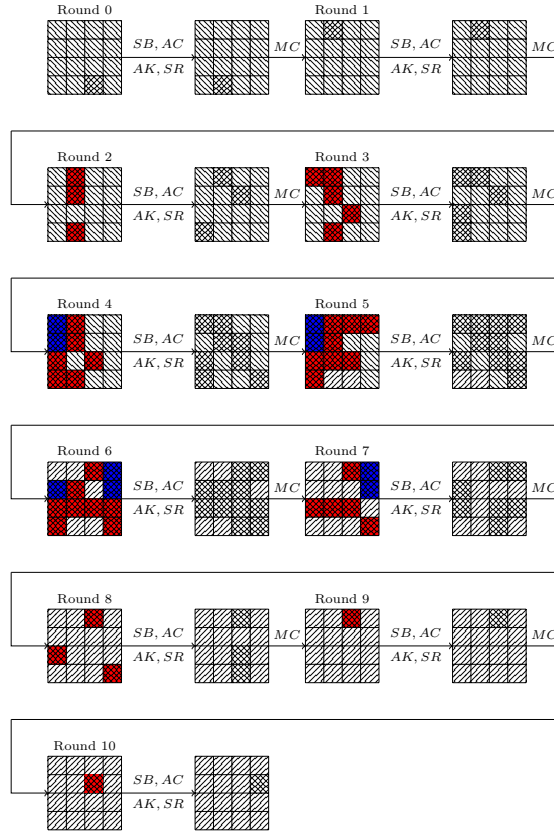 Round 0
Round 1
SB, AC
MC
SB, AC
MC
AK, SR
AK, SR
Round 2
Round 3
SB, AC
MC
SB, AC
MC
AK, SR
AK, SR
Round 4
Round 5
SB, AC
MC
SB, AC
MC
AK, SR
AK, SR
Round 6
Round 7
SB, AC
MC
SB, AC
MC
AK, SR
AK, SR
Round 8
Round 9
SB, AC
MC
SB, AC
MC
AK, SR
AK, SR
Round 10
SB, AC
AK, SR